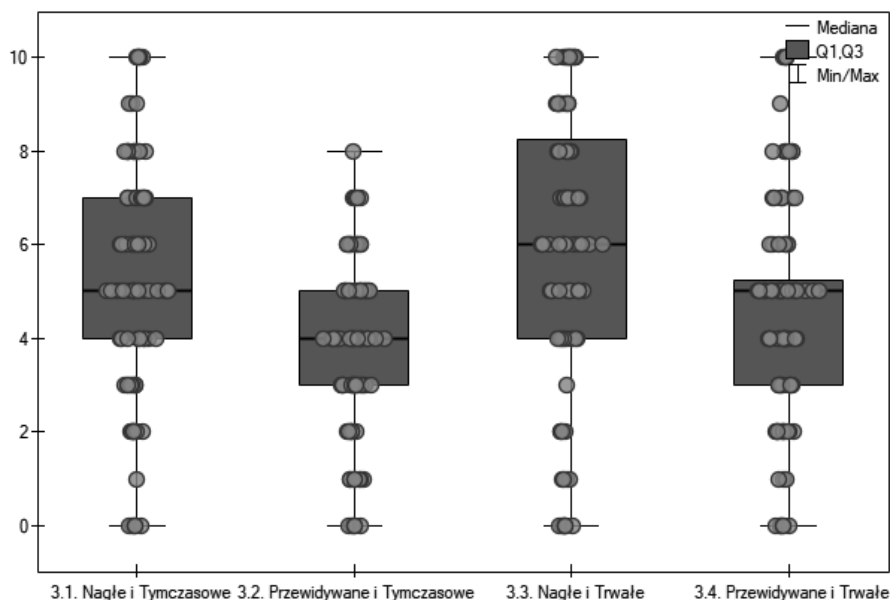 Mediana
Q1,Q3
Min/Max
10
8
6
4
2
0
3.1. Nagłe i Tymczasowe
3.2. Przewidywane i Tymczasowe
3.3. Nagłe i Trwałe
3.4. Przewidywane i Trwałe